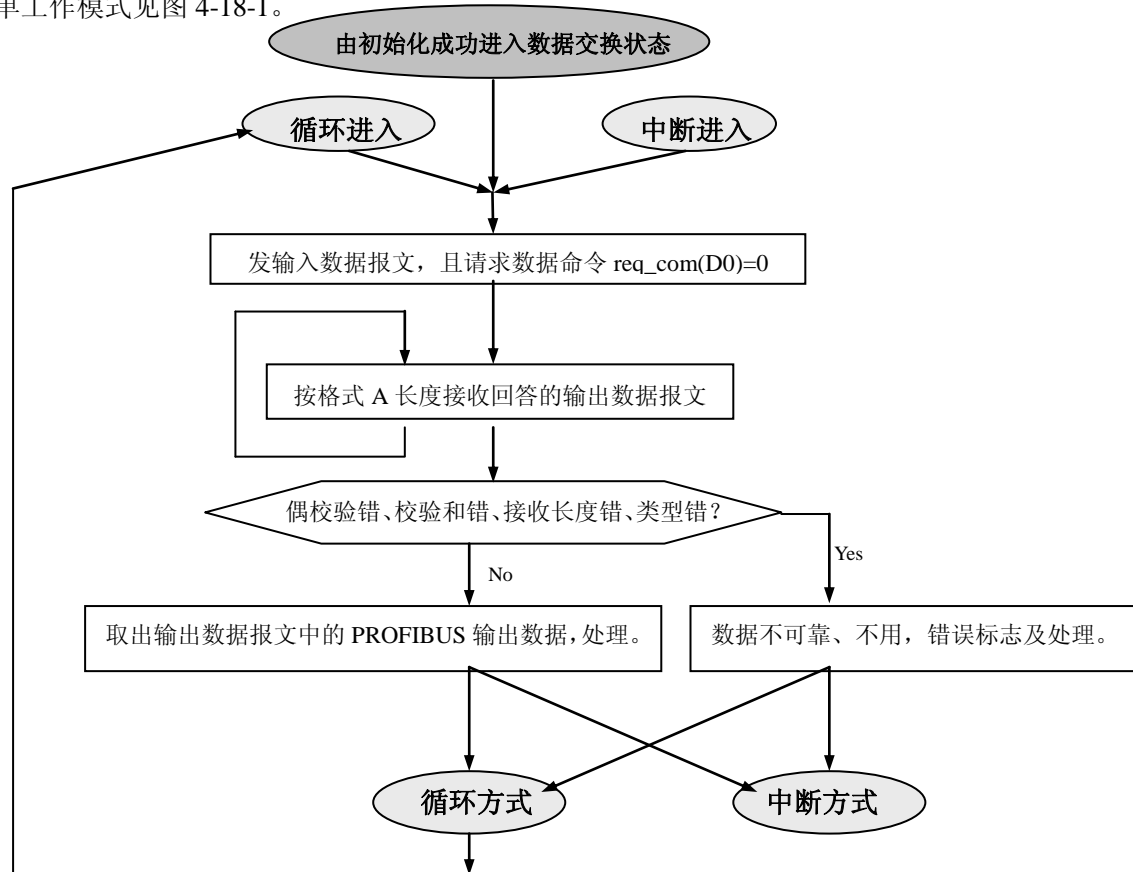 单工作模式见图 4-18-1。
由初始化成功进入数据交换状态
循环进入
中断进入
发输入数据报文，且请求数据命令 req_com(D0)=0
按格式 A 长度接收回答的输出数据报文
偶校验错、校验和错、接收长度错、类型错？
Yes
No
取出输出数据报文中的 PROFIBUS 输出数据，处理。
数据不可靠、不用，错误标志及处理。
循环方式
中断方式